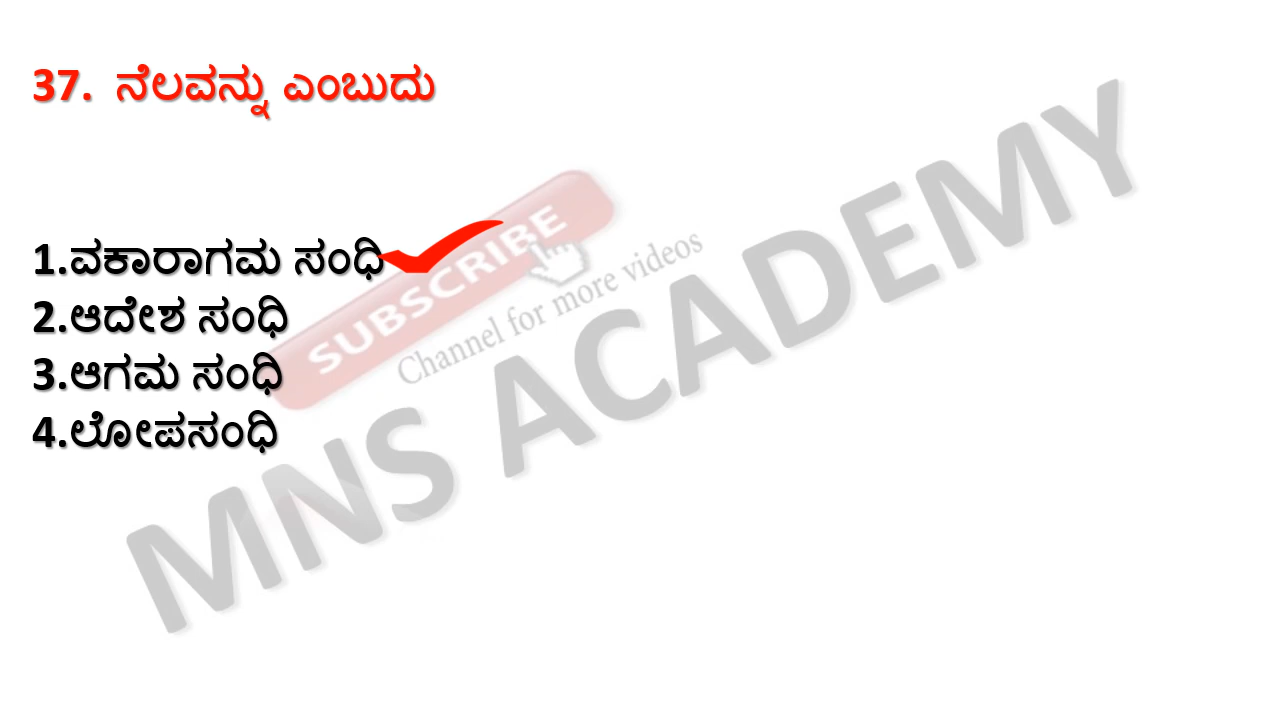 37. ನೆಲವನ್ನು ಎಂಬುದು
1.ವಕಾರಾಗಮ ಸಂಧಿ
2.ಆದೇಶ ಸಂಧಿ
3.ಆಗಮ ಸಂಧಿ
4.ಲೋಪಸಂಧಿ
SUBSCRIBE
Channel for more videos
MNS ACADEMY